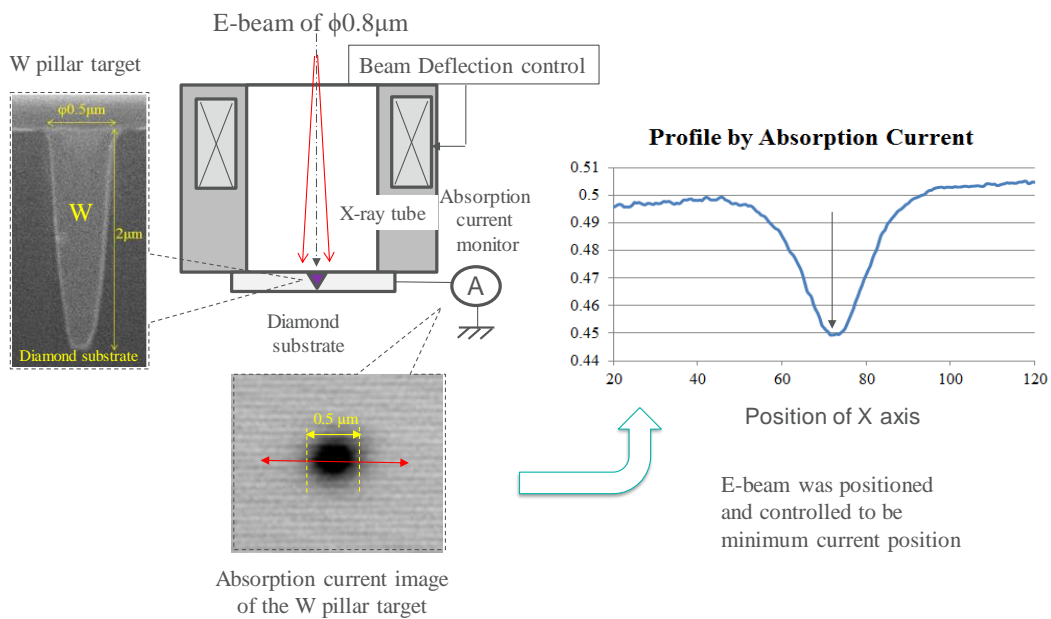 E-beam of ϕ0.8μm
W pillar target
Beam Deflection control
φ0.5μm
W
2μm
Diamond substrate
X-ray tube
Absorption
current
monitor
A
Diamond
substrate
0.5 μm
Absorption current image
of the W pillar target
Profile by Absorption Current
0.51
0.5
0.49
0.48
0.47
0.46
0.45
0.44
20 40 60 80 100 120
Position of X axis
E-beam was positioned
and controlled to be
minimum current position